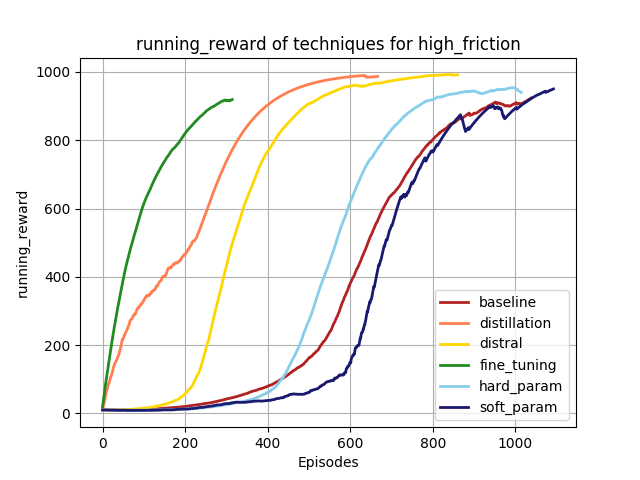 running_reward of techniques for high_friction
running_reward
1000
800
600
400
200
0
0 200 400 600 800 1000
Episodes
baseline
distillation
distral
fine_tuning
hard_param
soft_param